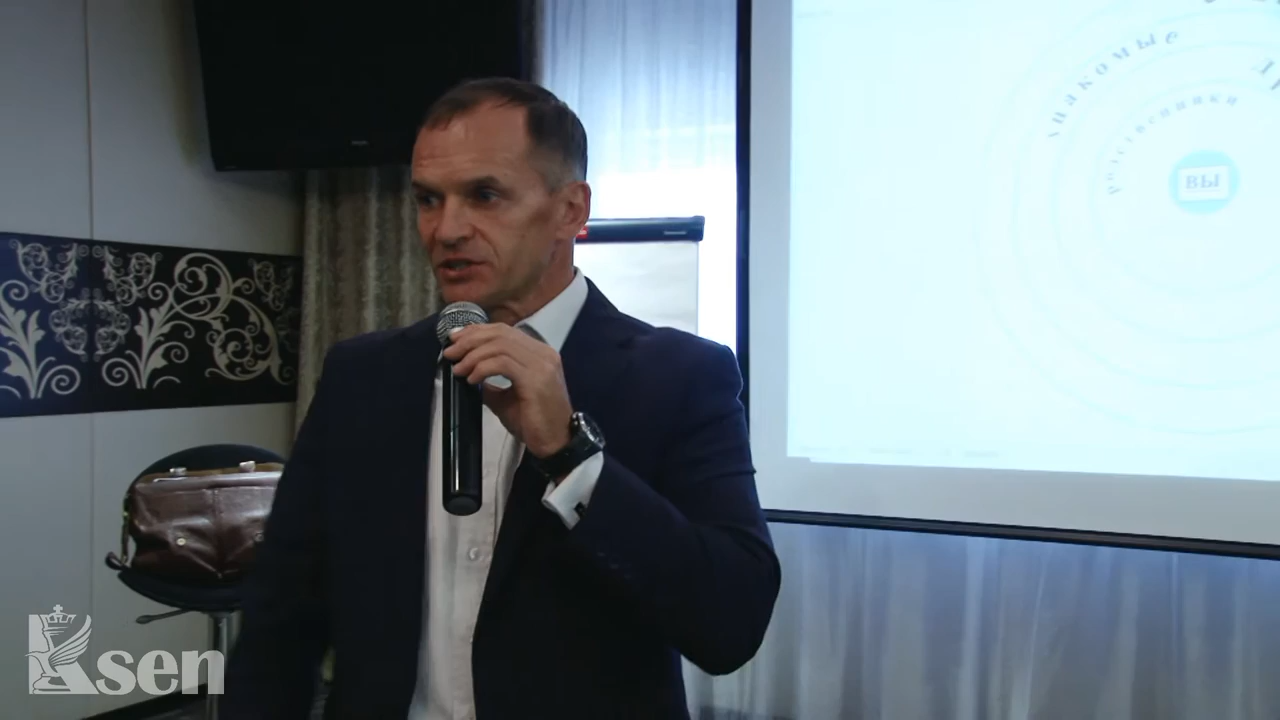 знакомые
родственники
вы
Ksen